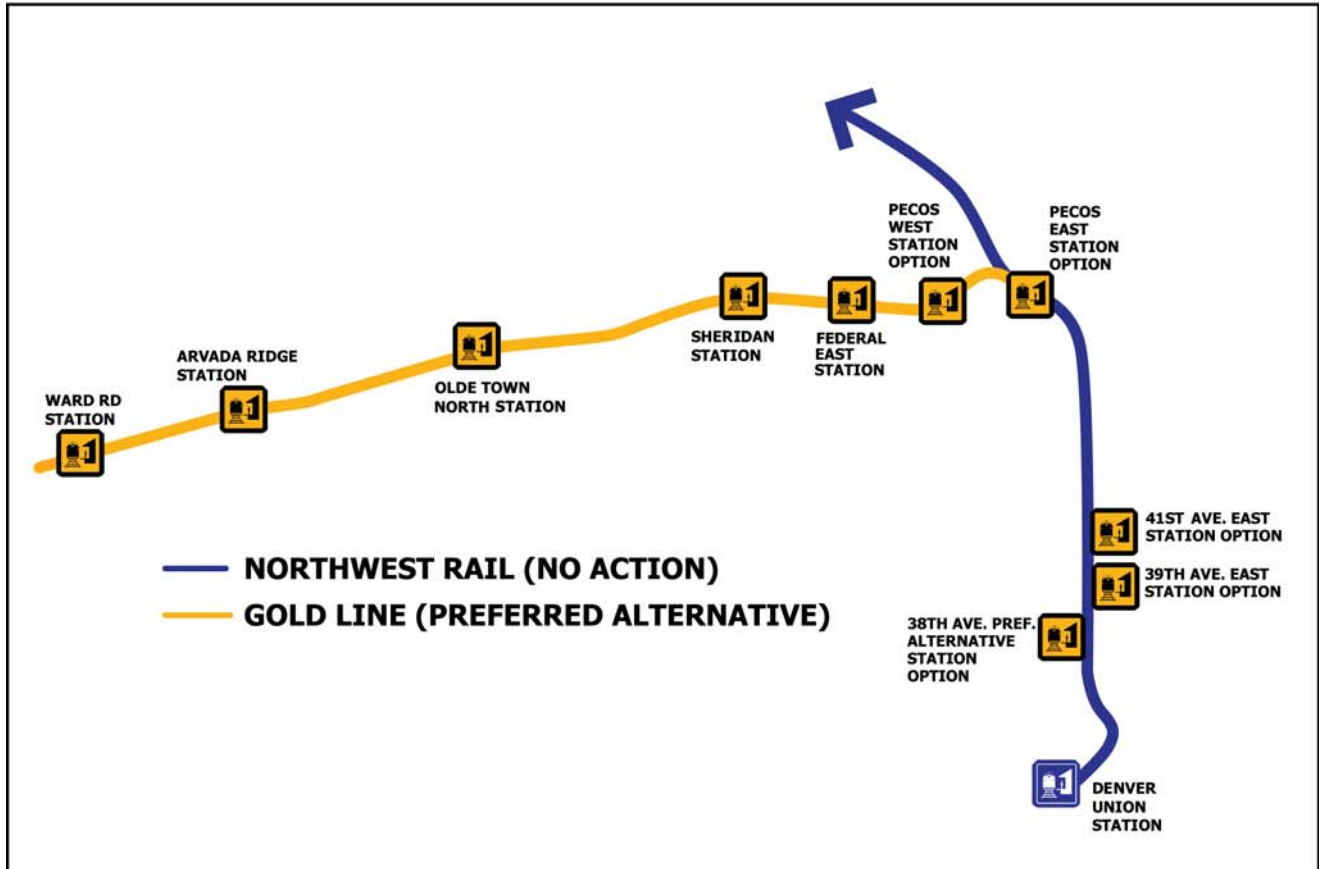 PECOS
WEST
STATION
OPTION
PECOS
EAST
STATION
OPTION
SHERIDAN
STATION
FEDERAL
EAST
STATION
ARVADA RIDGE
STATION
OLDE TOWN
NORTH STATION
WARD RD
STATION
41ST AVE. EAST
STATION OPTION
39TH AVE. EAST
STATION OPTION
NORTHWEST RAIL (NO ACTION)
GOLD LINE (PREFERRED ALTERNATIVE)
38TH AVE. PREF.
ALTERNATIVE
STATION
OPTION
DENVER
UNION
STATION